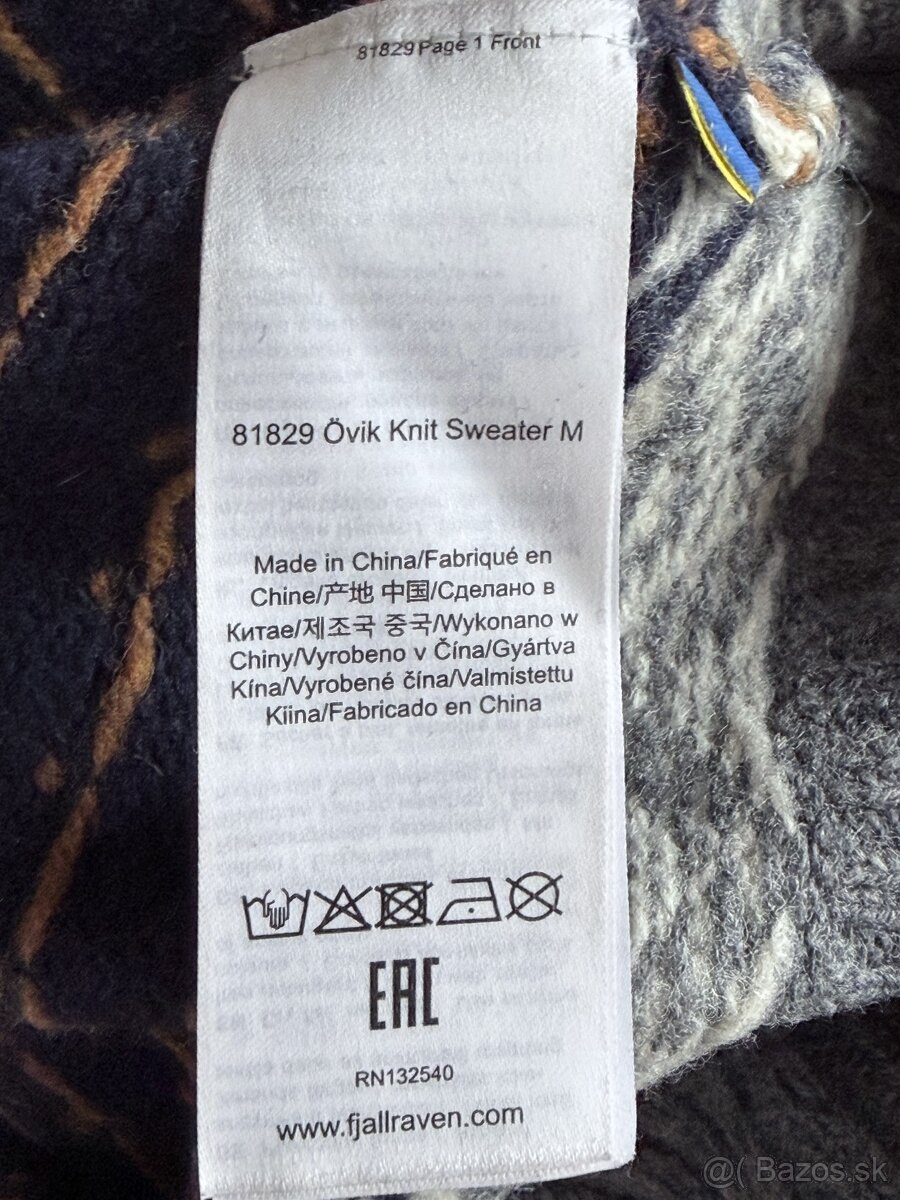 81829 Page 1 Front
81829 Övik Knit Sweater M
Made in China/Fabriqué en
Chine/产地 中国/Сделано в
Китае/제조국 중국/Wykonano w
Chiny/Vyrobeno v Čína/Gyártva
Kína/Vyrobené čína/Valmistettu
Kiina/Fabricado en China
EAC
RN132540
www.fjallraven.com
@( Bazos.sk